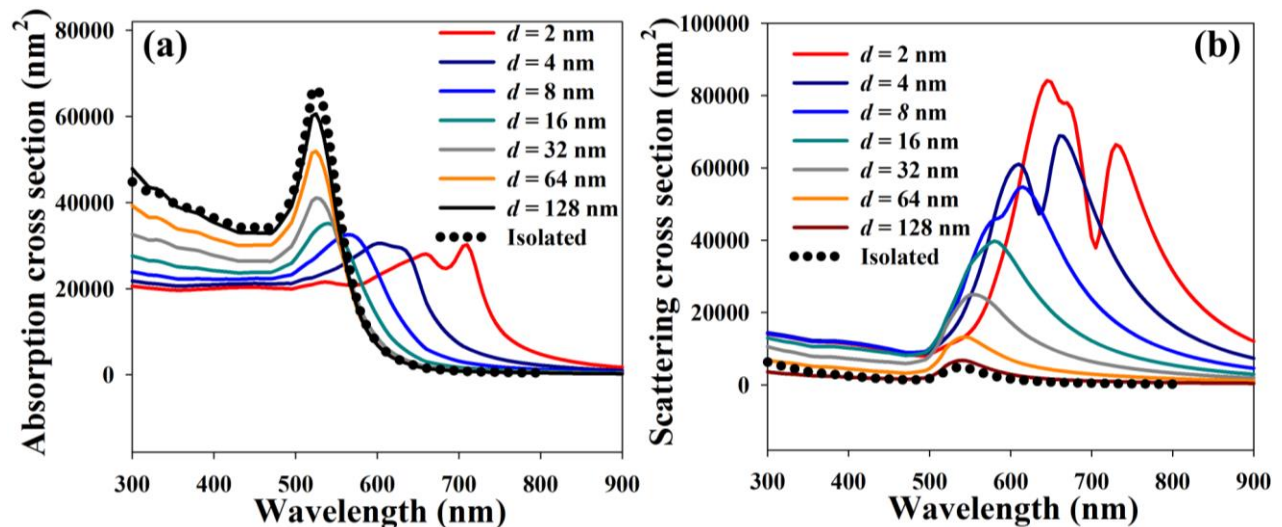 (a)
Absorption cross section (nm²)
80000
60000
40000
20000
0
d = 2 nm
d = 4 nm
d = 8 nm
d = 16 nm
d = 32 nm
d = 64 nm
d = 128 nm
Isolated
300 400 500 600 700 800 900
Wavelength (nm)
(b)
Scattering cross section (nm²)
100000
80000
60000
40000
20000
0
d = 2 nm
d = 4 nm
d = 8 nm
d = 16 nm
d = 32 nm
d = 64 nm
d = 128 nm
Isolated
300 400 500 600 700 800 900
Wavelength (nm)